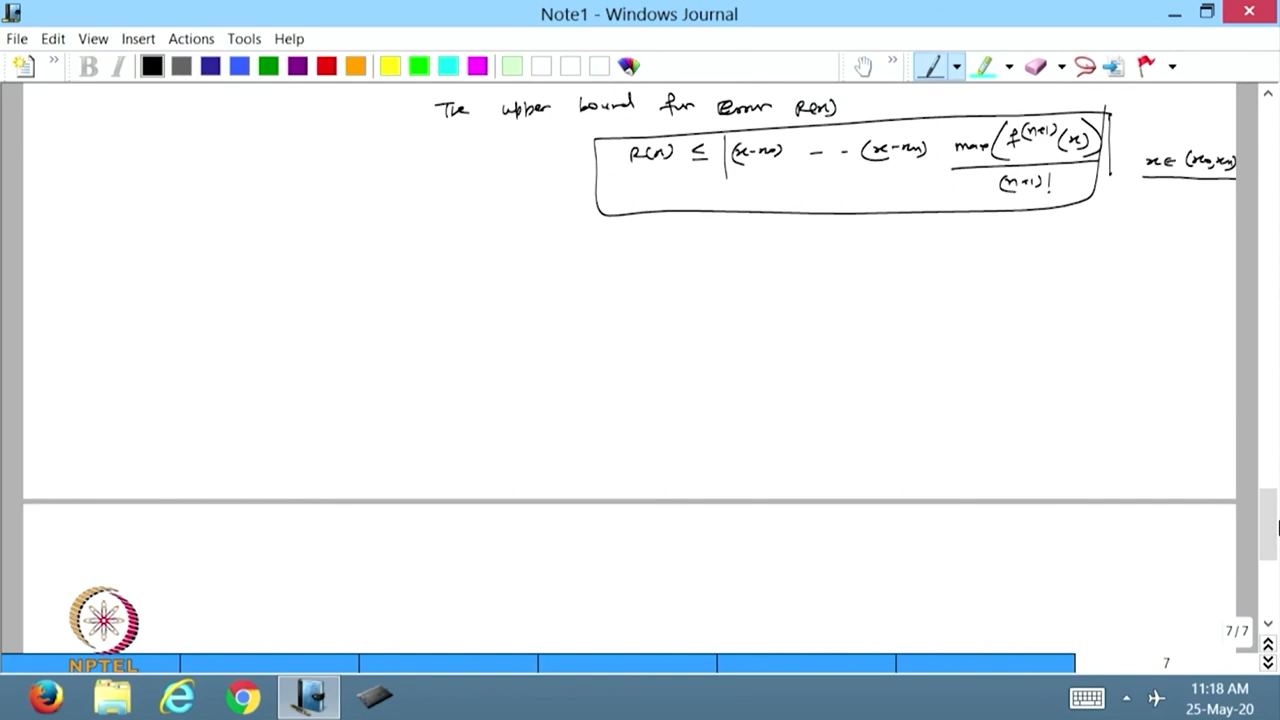 Note1 - Windows Journal
File Edit View Insert Actions Tools Help
The upper bound for Error R(x)
R(x) ≤ |(x-x0) - - (x-xn) max(f^(n+1)(x))/(n+1)!| x ∈ (x0, xn)
7/7
NPTEL
7
11:18 AM
25-May-20